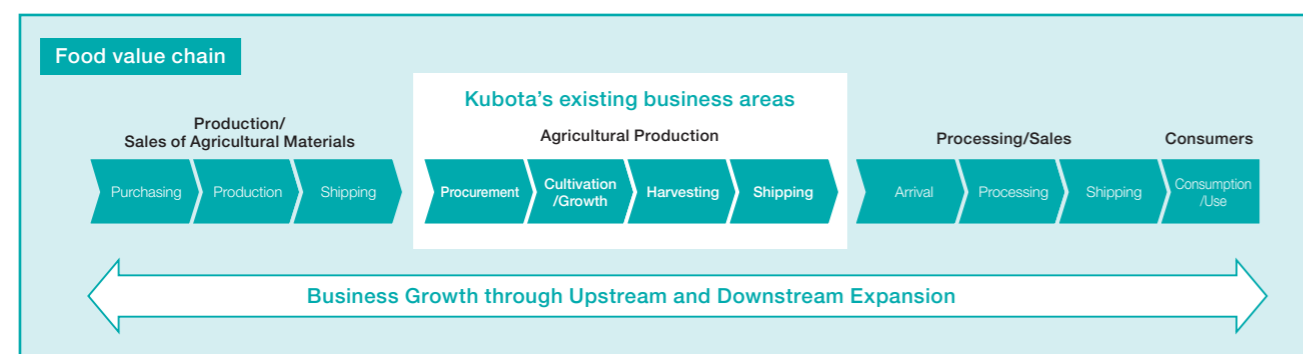 Food value chain
Kubota's existing business areas
Production/
Sales of Agricultural Materials
Agricultural Production
Processing/Sales
Consumers
Purchasing
Production
Shipping
Procurement
Cultivation
/Growth
Harvesting
Shipping
Arrival
Processing
Shipping
Consumption
/Use
Business Growth through Upstream and Downstream Expansion